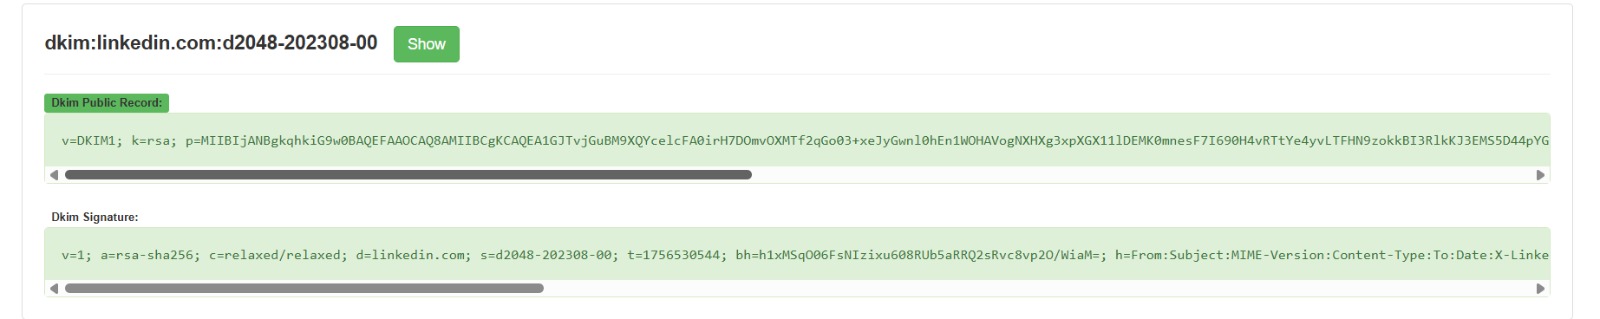 dkim:linkedin.com:d2048-202308-00 Show
Dkim Public Record:
v=DKIM1; k=rsa; p=MIIBIjANBgkqhkiG9w0BAQEFAAOCAQ8AMIIBCgKCAQEA1GJTvjGuBM9XQYcelcFA0irH7DOmvOXMTf2qGo03+xeJyGwnl0hEn1WOHAVogNXHXg3xpXGX11lDEMK0mnesF7I690H4vRTtYe4yvLTFHN9zokkBI3RlkKJ3EMS5D44pYG
Dkim Signature:
v=1; a=rsa-sha256; c=relaxed/relaxed; d=linkedin.com; s=d2048-202308-00; t=1756530544; bh=h1xMSqO06FsNIzixu608RUb5aRRQ2sRvc8vp2O/WiaM=; h=From:Subject:MIME-Version:Content-Type:To:Date:X-Linke